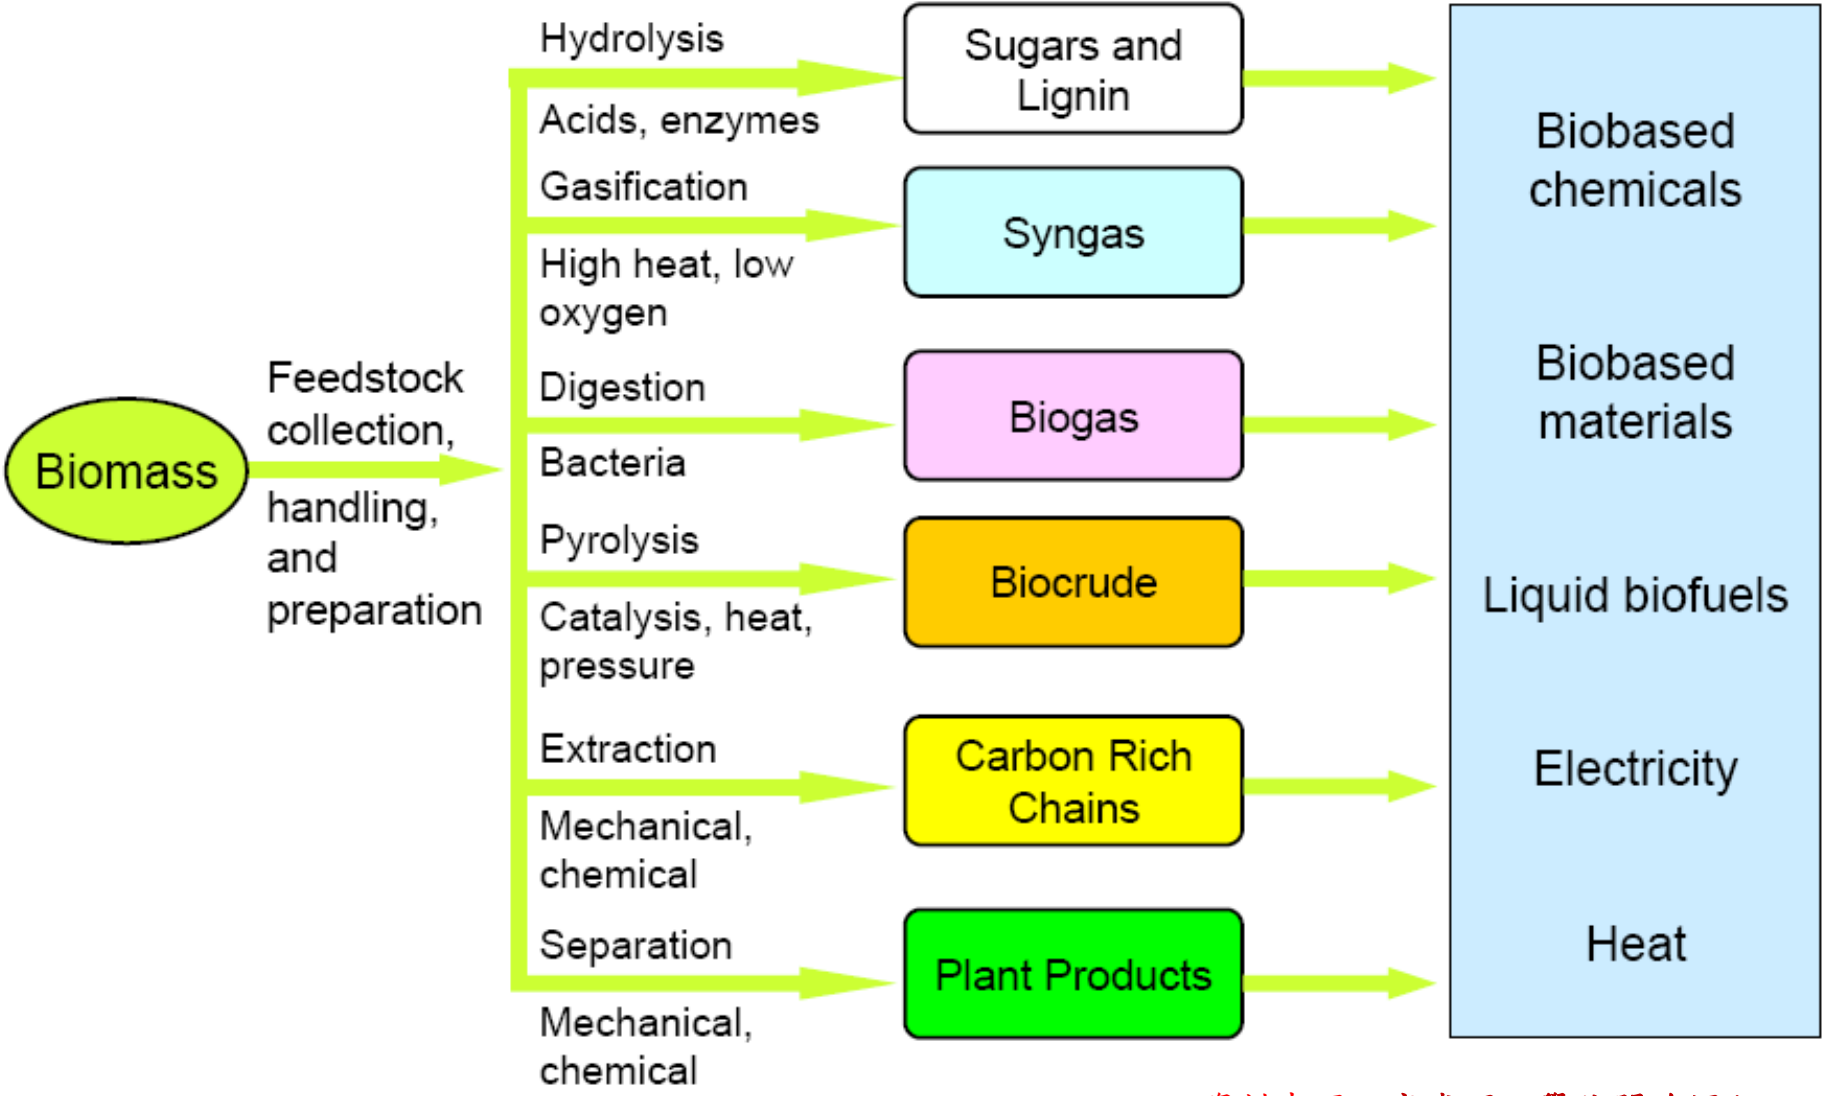 Biomass
Feedstock
collection,
handling,
and
preparation
Hydrolysis
Acids, enzymes
Sugars and
Lignin
Gasification
High heat, low
oxygen
Syngas
Digestion
Bacteria
Biogas
Pyrolysis
Catalysis, heat,
pressure
Biocrude
Extraction
Mechanical,
chemical
Carbon Rich
Chains
Separation
Mechanical,
chemical
Plant Products
Biobased
chemicals
Biobased
materials
Liquid biofuels
Electricity
Heat